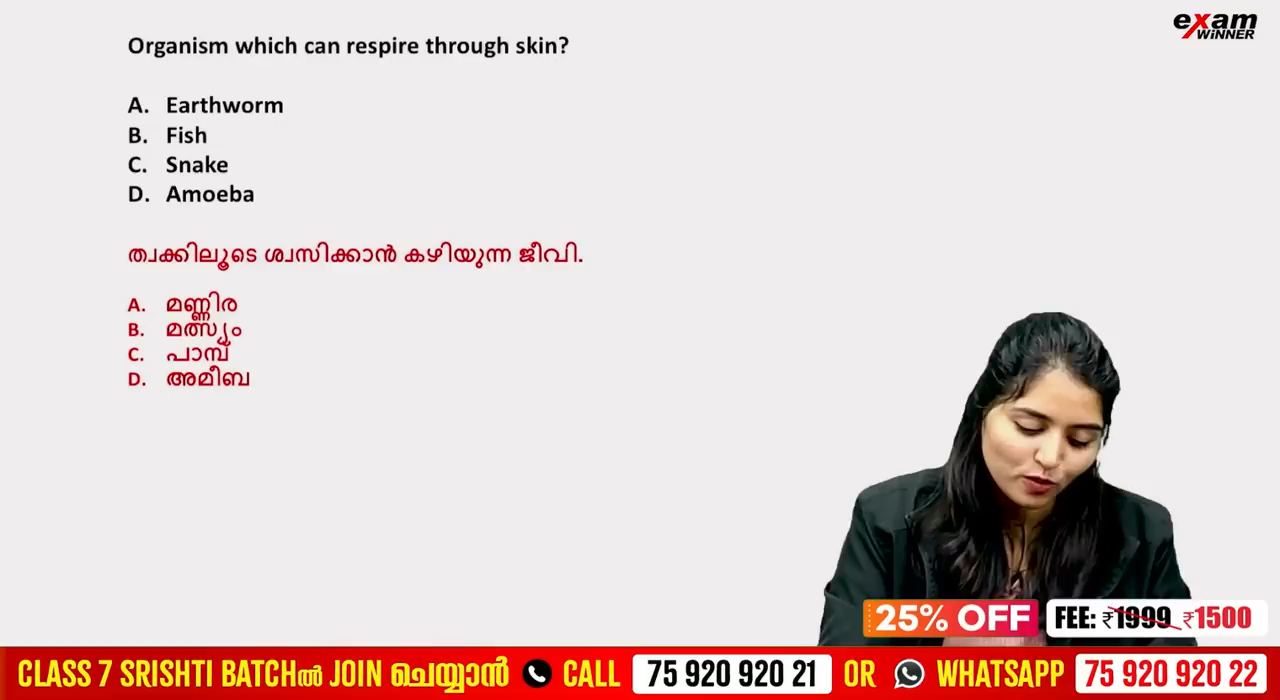 exam
WINNER
Organism which can respire through skin?
A. Earthworm
B. Fish
C. Snake
D. Amoeba
ത്വക്കിലൂടെ ശ്വസിക്കാൻ കഴിയുന്ന ജീവി.
A. മണ്ണിര
B. മത്സ്യം
C. പാമ്പ്
D. അമീബ
25% OFF FEE: ₹1999 ₹1500
CLASS 7 SRISHTI BATCHൽ JOIN ചെയ്യാൻ CALL 75 920 920 21 OR WHATSAPP 75 920 920 22